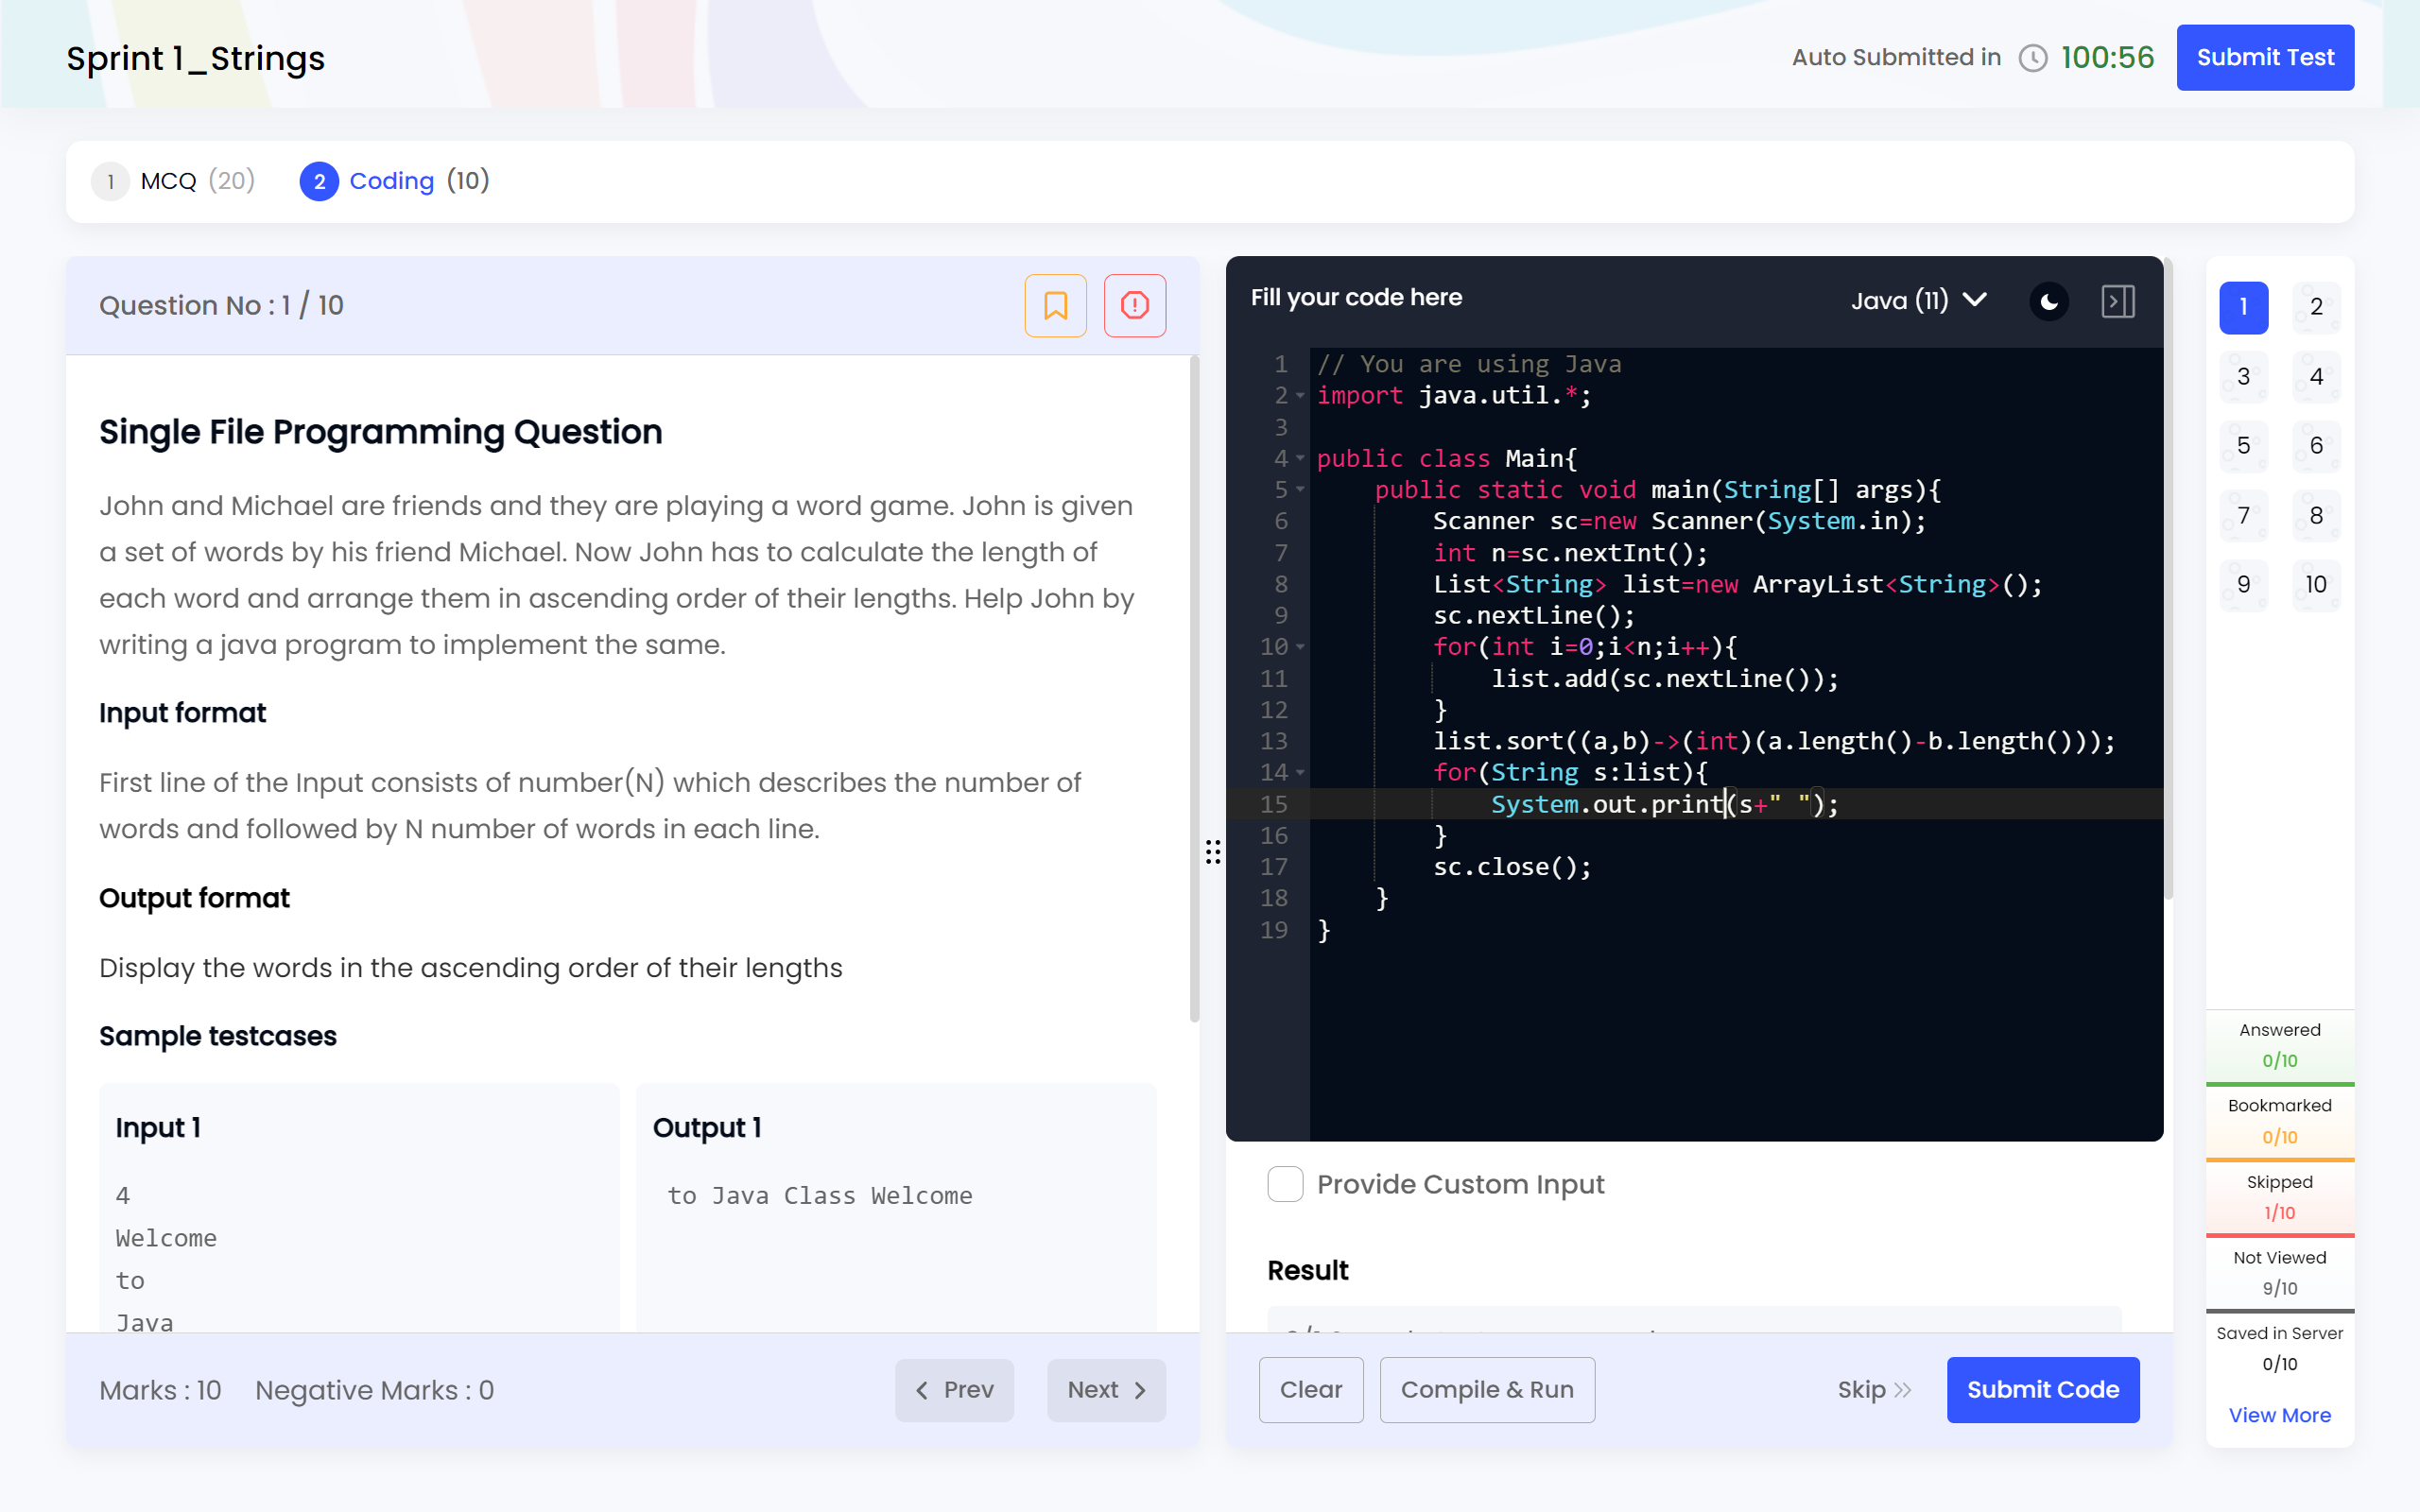 Sprint 1_Strings
Auto Submitted in 100:56
Submit Test
1 MCQ (20)
2 Coding (10)
Question No : 1 / 10
Single File Programming Question
John and Michael are friends and they are playing a word game. John is given
a set of words by his friend Michael. Now John has to calculate the length of
each word and arrange them in ascending order of their lengths. Help John by
writing a java program to implement the same.
Input format
First line of the Input consists of number(N) which describes the number of
words and followed by N number of words in each line.
Output format
Display the words in the ascending order of their lengths
Sample testcases
Input 1
4
Welcome
to
Java
Output 1
to Java Class Welcome
Marks : 10 Negative Marks : 0
Prev
Next
Fill your code here
Java (11)
1 // You are using Java
2 import java.util.*;
3
4 public class Main{
5     public static void main(String[] args){
6         Scanner sc=new Scanner(System.in);
7         int n=sc.nextInt();
8         List<String> list=new ArrayList<String>();
9         sc.nextLine();
10         for(int i=0;i<n;i++){
11             list.add(sc.nextLine());
12         }
13         list.sort((a,b)->(int)(a.length()-b.length()));
14         for(String s:list){
15             System.out.print(s+" ");
16         }
17         sc.close();
18     }
19 }
Provide Custom Input
Result
Clear
Compile & Run
Skip
Submit Code
1 2
3 4
5 6
7 8
9 10
Answered
0/10
Bookmarked
0/10
Skipped
1/10
Not Viewed
9/10
Saved in Server
0/10
View More